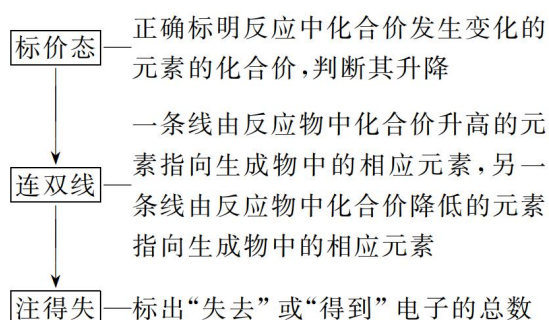 正确标明反应中化合价发生变化的
标价态
元素的化合价,判断其升降
一条线由反应物中化合价升高的元
素指向生成物中的相应元素,另一
连双线
条线由反应物中化合价降低的元素
指向生成物中的相应元素
注得失
标出“失去”或“得到”电子的总数